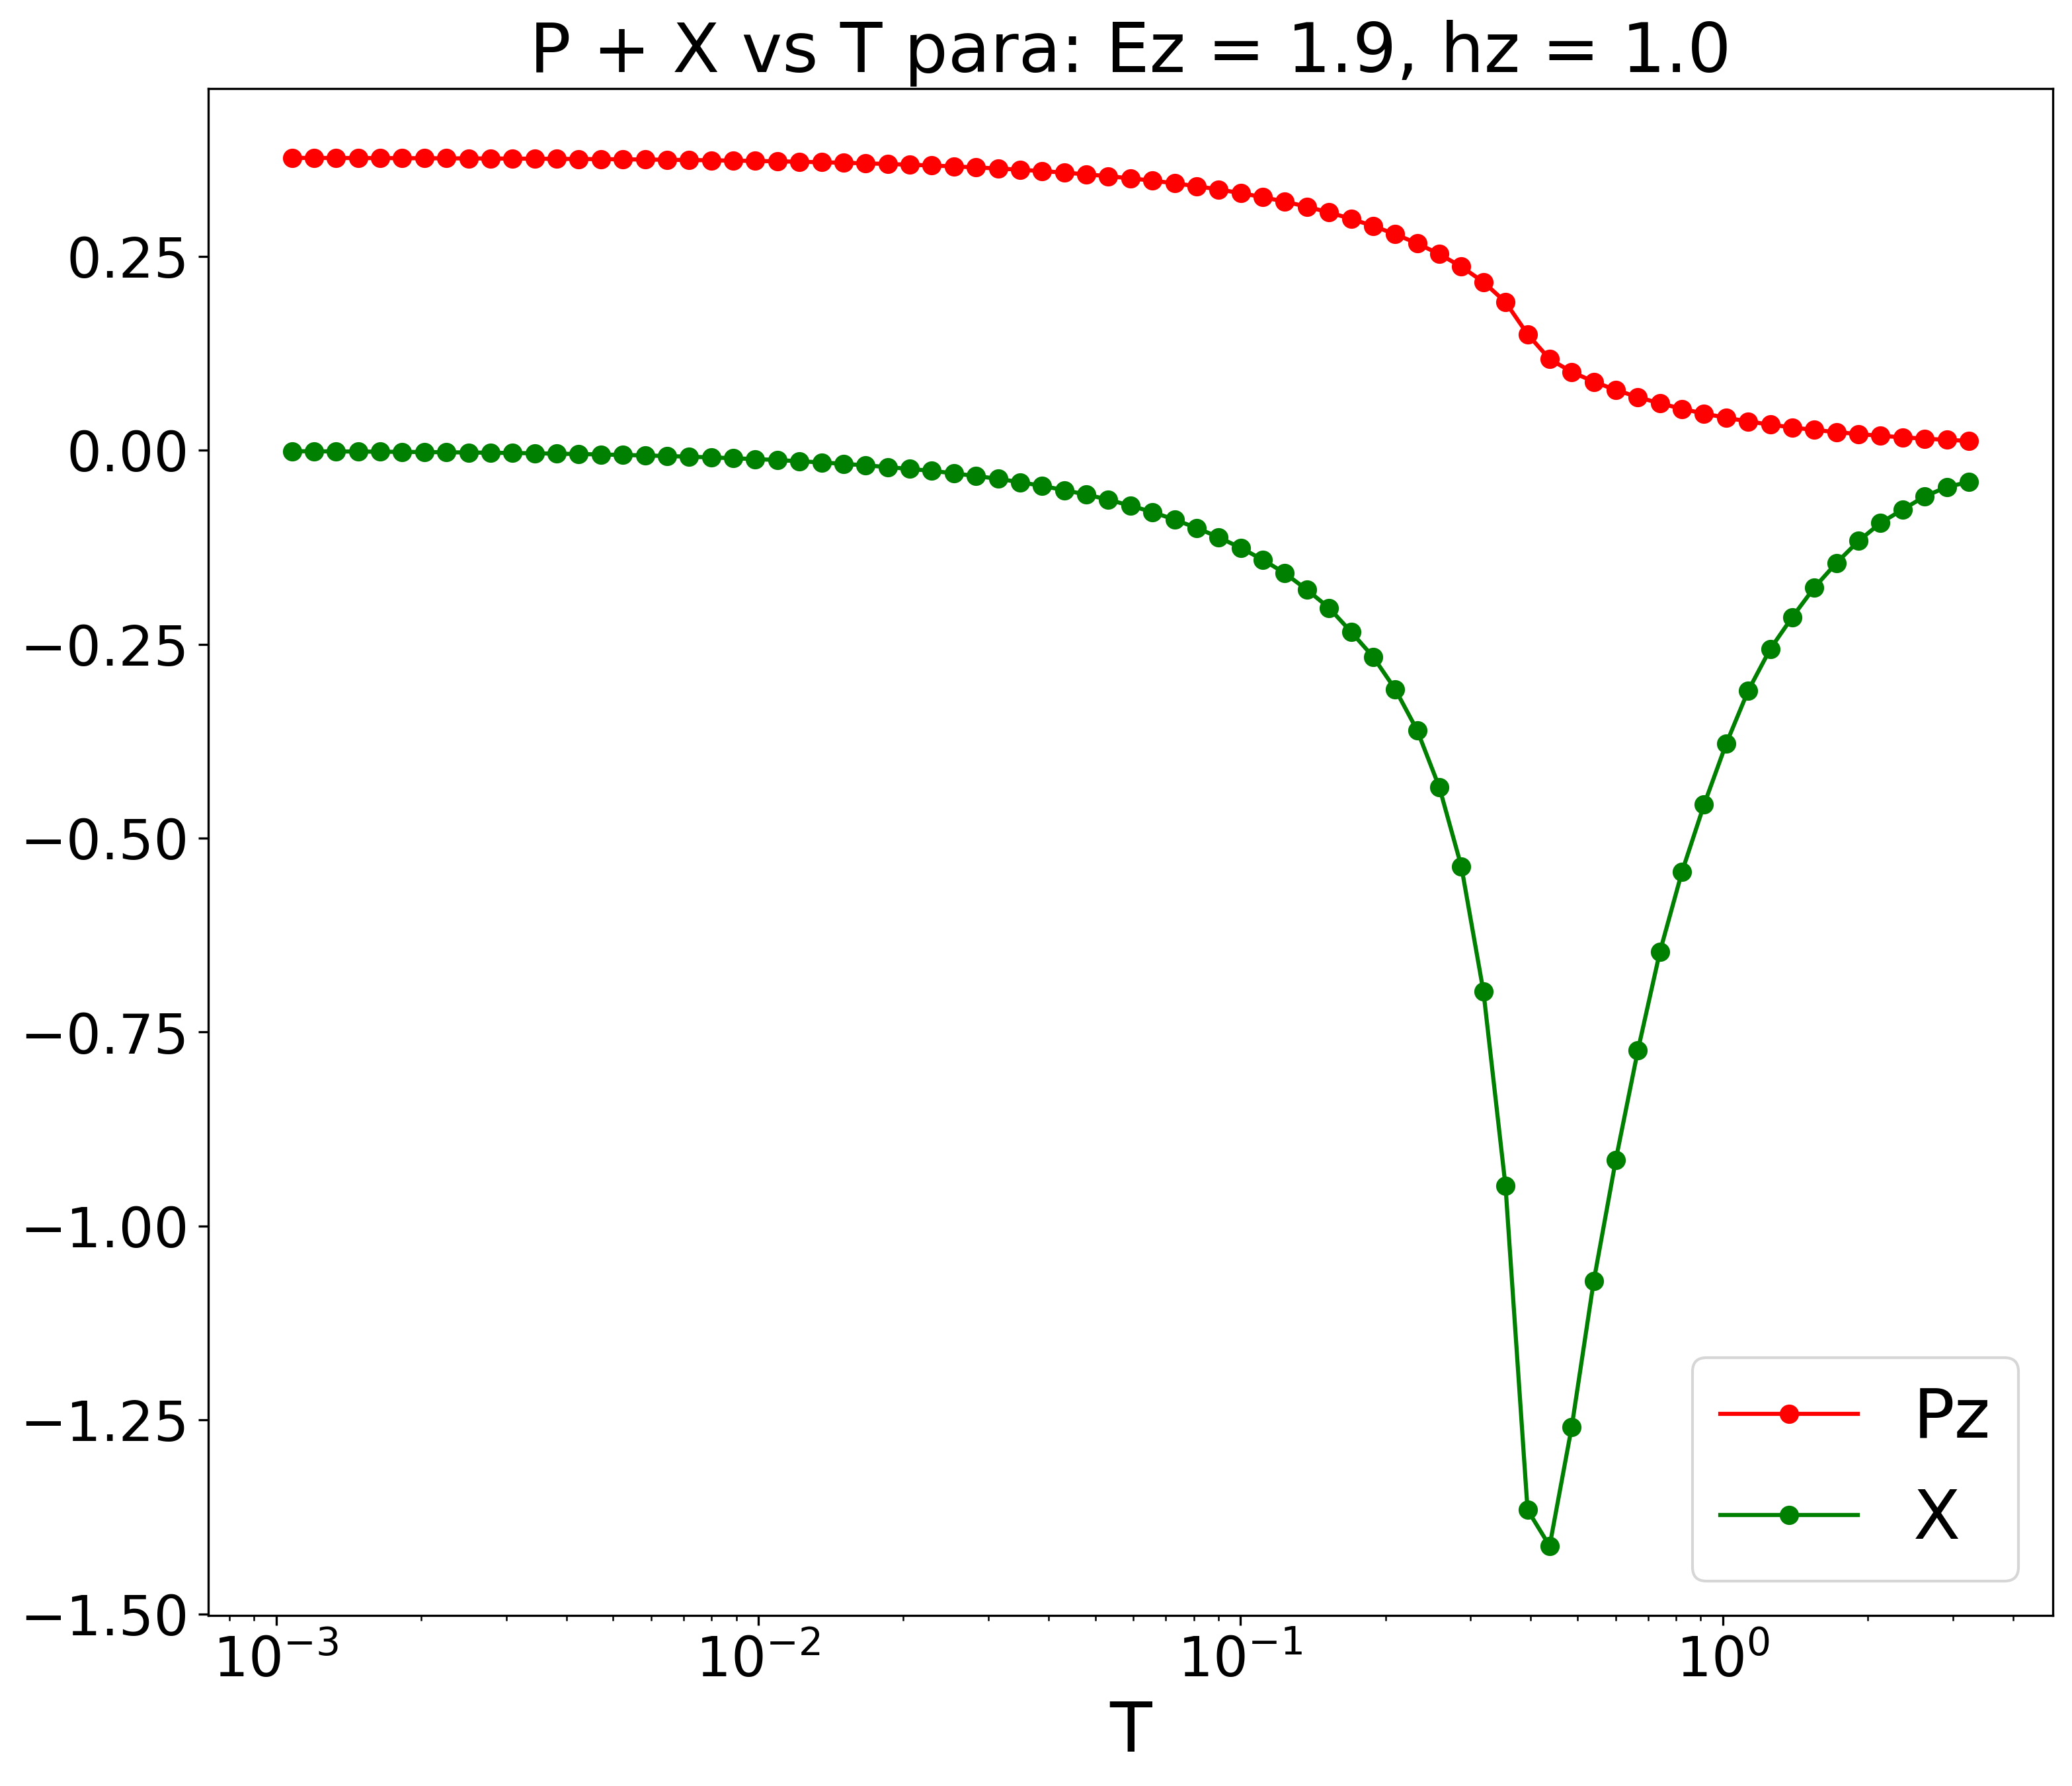 P + X vs T para: Ez = 1.9, hz = 1.0
0.25
0.00
−0.25
−0.50
−0.75
−1.00
−1.25
−1.50
10⁻³ 10⁻² 10⁻¹ 10⁰
T
Pz
X